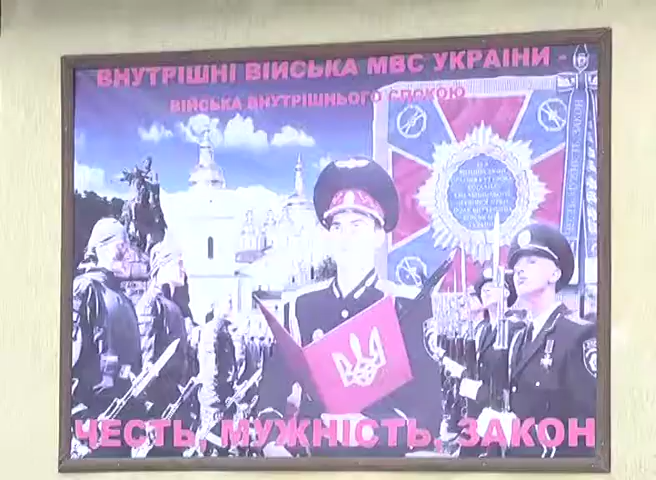 ВНУТРІШНІ ВІЙСЬКА МВС УКРАЇНИ
ВІЙСЬКА ВНУТРІШНЬОГО СПОКОЮ
ЧЕСТЬ, МУЖНІСТЬ, ЗАКОН